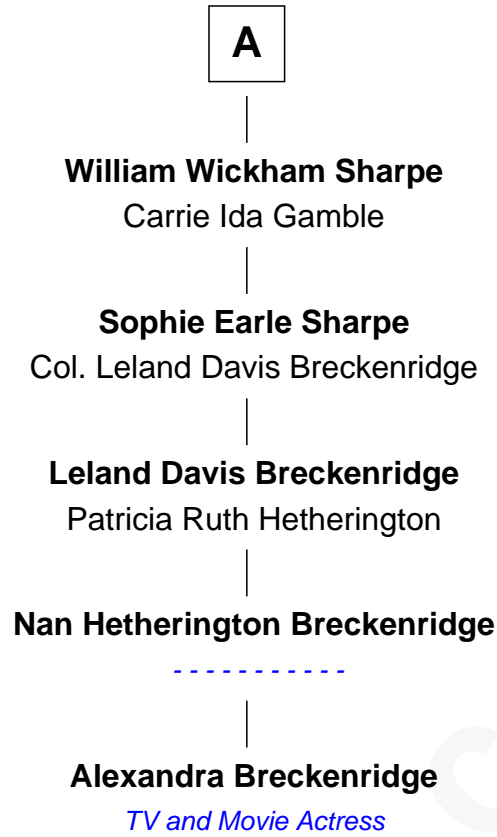 A
William Wickham Sharpe
Carrie Ida Gamble
Sophie Earle Sharpe
Col. Leland Davis Breckenridge
Leland Davis Breckenridge
Patricia Ruth Hetherington
Nan Hetherington Breckenridge
- - - - - - - - - - -
Alexandra Breckenridge
TV and Movie Actress